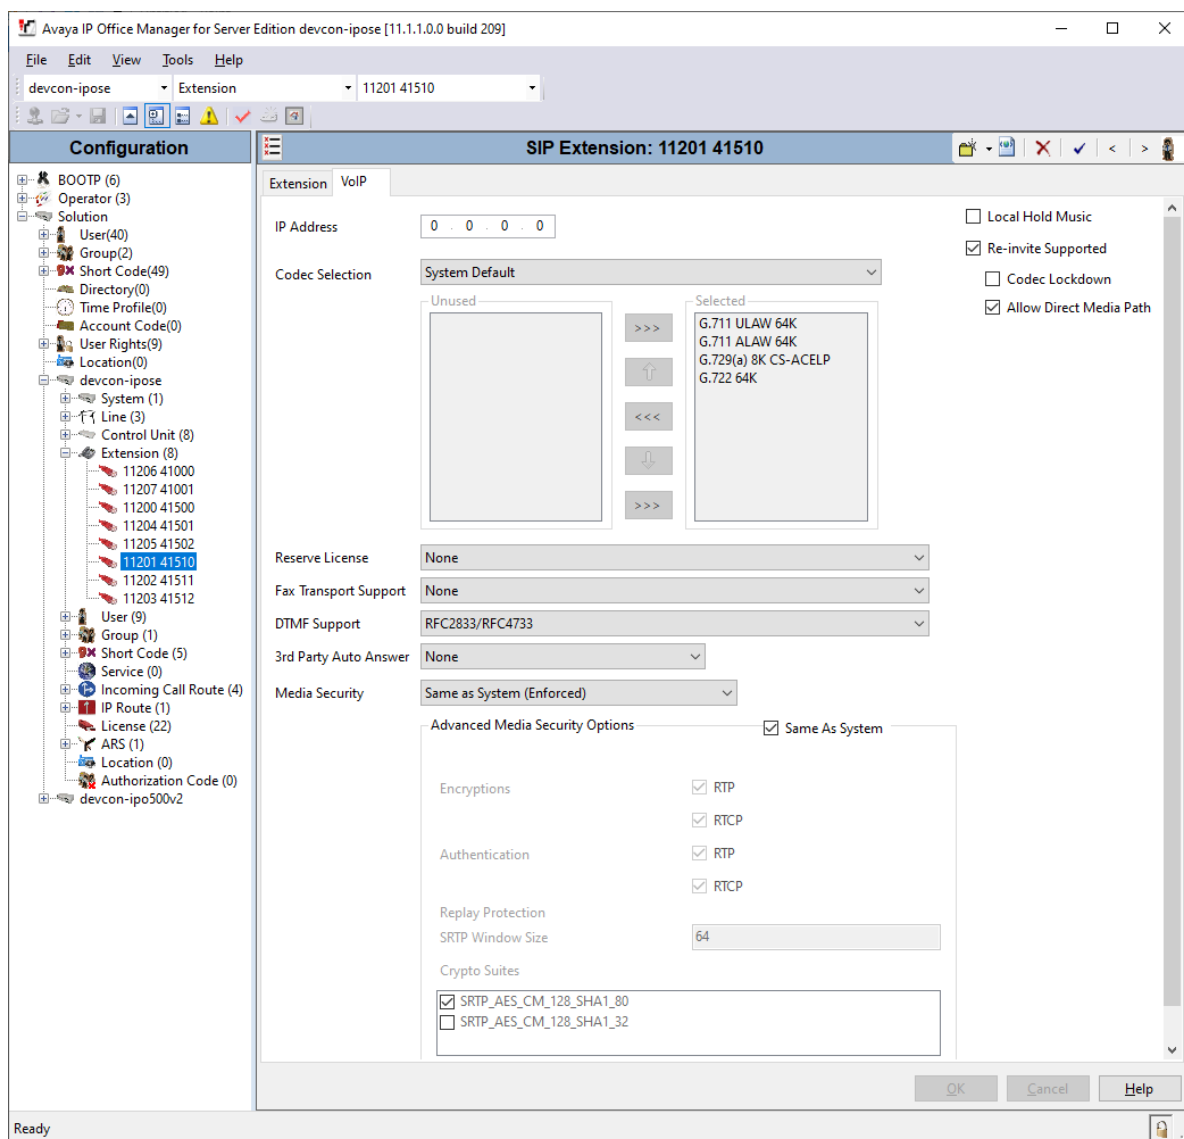 Avaya IP Office Manager for Server Edition devcon-ipose [11.1.1.0.0 build 209]
File Edit View Tools Help
devcon-ipose Extension 11201 41510
Configuration
BOOTP (6)
Operator (3)
Solution
User(40)
Group(2)
Short Code(49)
Directory(0)
Time Profile(0)
Account Code(0)
User Rights(9)
Location(0)
devcon-ipose
System (1)
Line (3)
Control Unit (8)
Extension (8)
11206 41000
11207 41001
11200 41500
11204 41501
11205 41502
11201 41510
11202 41511
11203 41512
User (9)
Group (1)
Short Code (5)
Service (0)
Incoming Call Route (4)
IP Route (1)
License (22)
ARS (1)
Location (0)
Authorization Code (0)
devcon-ipo500v2
SIP Extension: 11201 41510
Extension VoIP
IP Address 0 . 0 . 0 . 0
Codec Selection System Default
Unused
Selected
>>>
<<<
>>>
G.711 ULAW 64K
G.711 ALAW 64K
G.729(a) 8K CS-ACELP
G.722 64K
Local Hold Music
Re-invite Supported
Codec Lockdown
Allow Direct Media Path
Reserve License None
Fax Transport Support None
DTMF Support RFC2833/RFC4733
3rd Party Auto Answer None
Media Security Same as System (Enforced)
Advanced Media Security Options Same As System
Encryptions RTP
RTCP
Authentication RTP
RTCP
Replay Protection
SRTP Window Size 64
Crypto Suites
SRTP_AES_CM_128_SHA1_80
SRTP_AES_CM_128_SHA1_32
OK Cancel Help
Ready